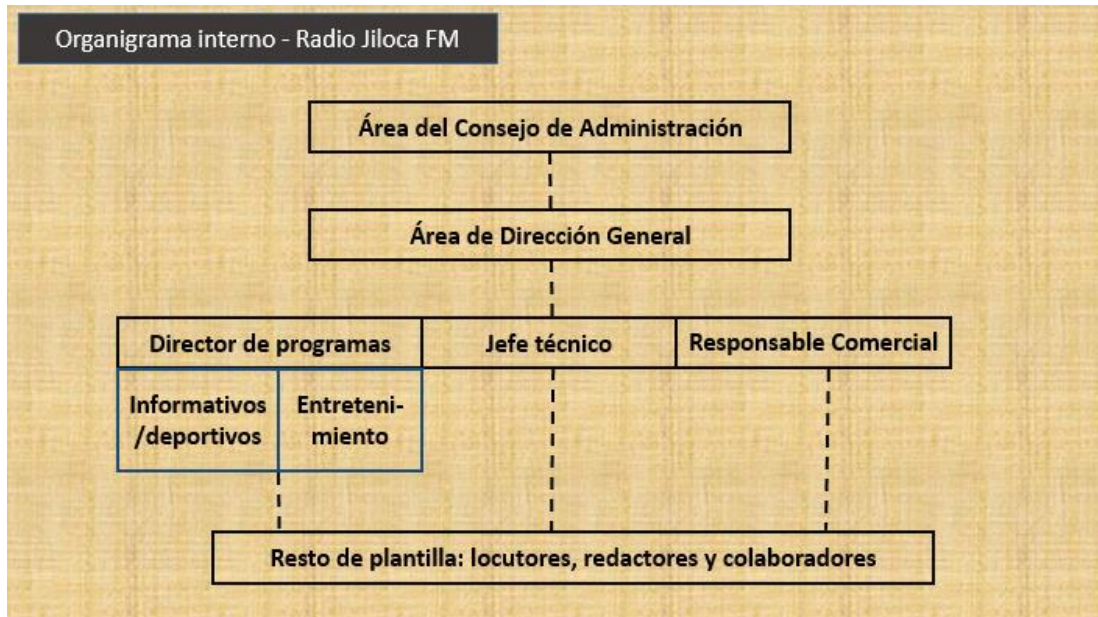 Organigrama interno - Radio Jiloca FM
Área del Consejo de Administración
Área de Dirección General
Director de programas
Jefe técnico
Responsable Comercial
Informativos
/deportivos
Entreteni-
miento
Resto de plantilla: locutores, redactores y colaboradores